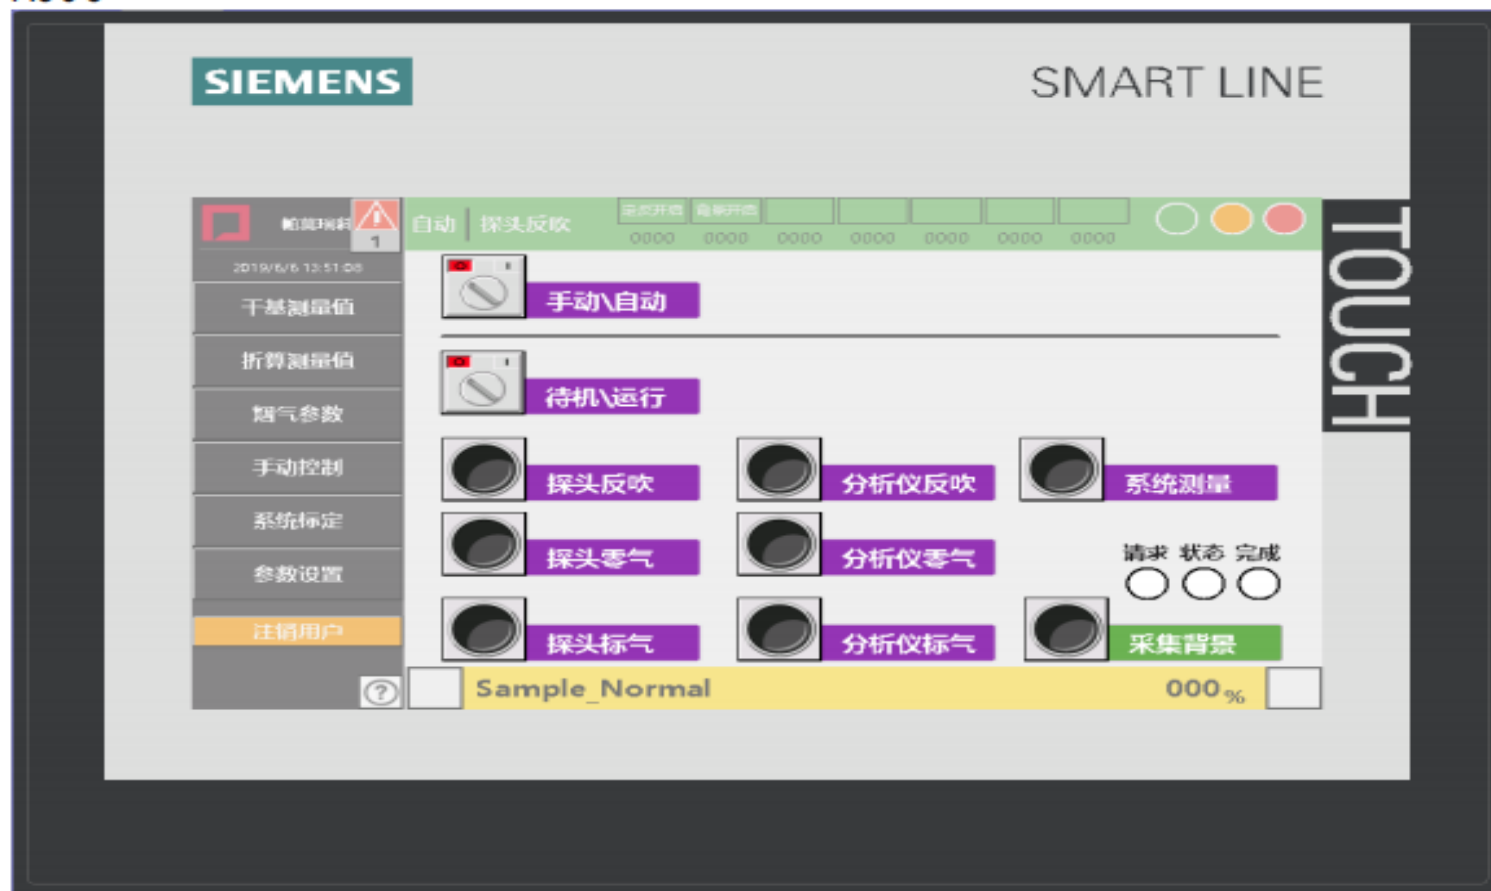 SIEMENS
SMART LINE
TOUCH
1
自动 探头反吹
0000 0000 0000 0000 0000 0000 0000
2019/6/6 13:51:08
干基测量值
折算测量值
烟气参数
手动控制
系统标定
参数设置
注销用户
?
手动\自动
待机\运行
探头反吹 分析仪反吹 系统测量
探头零气 分析仪零气
请求 状态 完成
探头标气 分析仪标气 采集背景
Sample_Normal 000 %